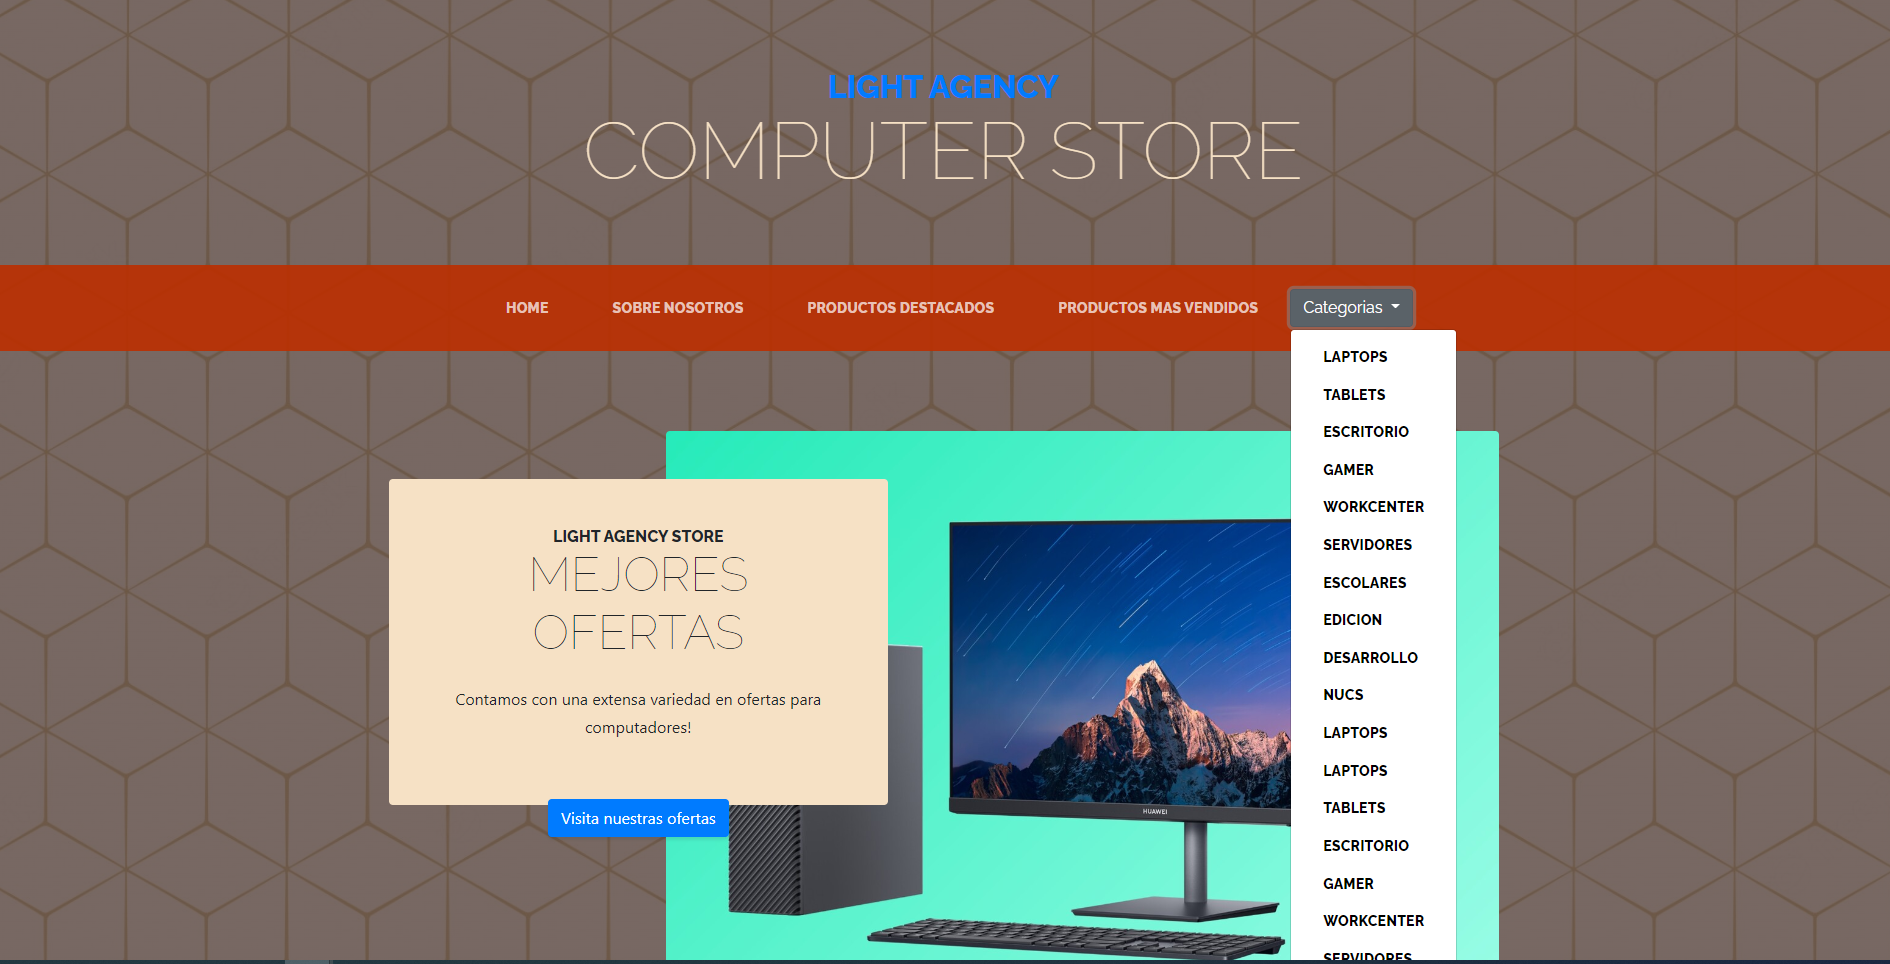 LIGHT AGENCY
COMPUTER STORE
HOME
SOBRE NOSOTROS
PRODUCTOS DESTACADOS
PRODUCTOS MAS VENDIDOS
Categorias
LAPTOPS
TABLETS
ESCRITORIO
GAMER
WORKCENTER
SERVIDORES
ESCOLARES
EDICION
DESARROLLO
NUCS
LAPTOPS
LAPTOPS
TABLETS
ESCRITORIO
GAMER
WORKCENTER
SERVIDORES
LIGHT AGENCY STORE
MEJORES
OFERTAS
Contamos con una extensa variedad en ofertas para
computadores!
Visita nuestras ofertas
HUAWEI